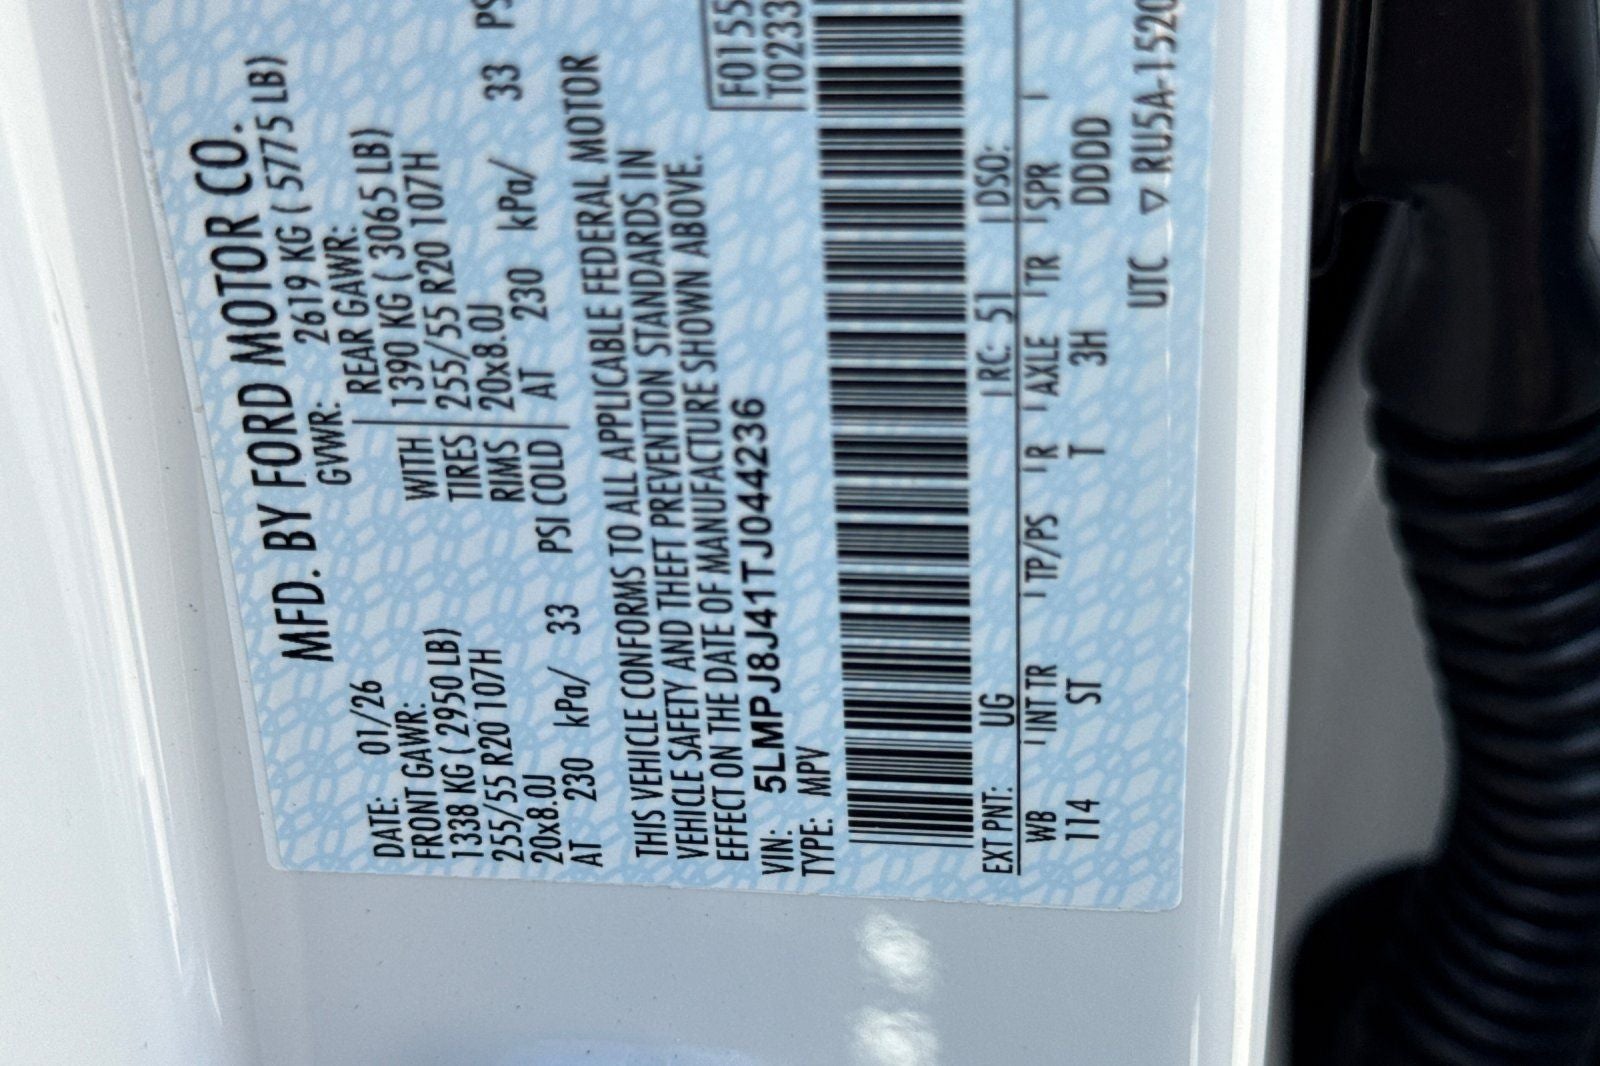 MFD. BY FORD MOTOR CO.
DATE: 01/26 GVWR: 2619 KG ( 5775 LB)
FRONT GAWR: REAR GAWR:
1338 KG ( 2950 LB) WITH 1390 KG ( 3065 LB)
255/55 R20 107H TIRES 255/55 R20 107H
20x8.0J RIMS 20x8.0J
AT 230 kPa/ 33 PSI COLD AT 230 kPa/ 33 PS
THIS VEHICLE CONFORMS TO ALL APPLICABLE FEDERAL MOTOR
VEHICLE SAFETY AND THEFT PREVENTION STANDARDS IN
EFFECT ON THE DATE OF MANUFACTURE SHOWN ABOVE.
VIN: 5LMPJ8J41TJ044236 F0155
TYPE: MPV T0233
EXT PNT: UG RC: 51 DSO:
WB INT TR TP/PS R AXLE TR SPR
114 ST T 3H DDDD
UTC ▽ RU5A-1520